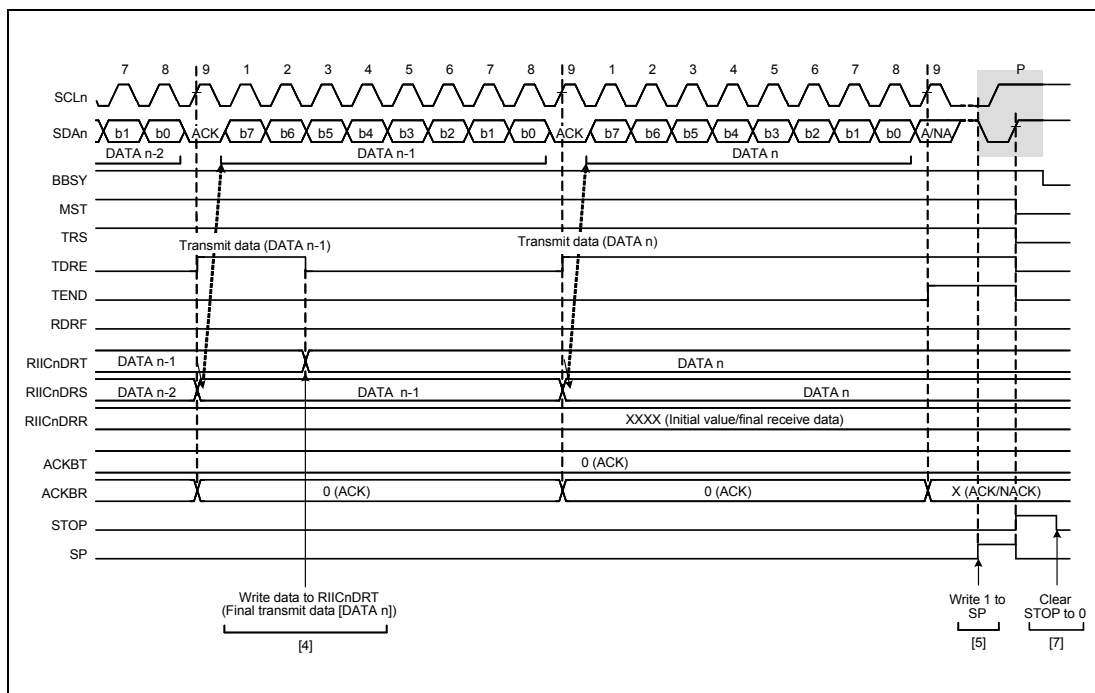 7 8 9 1 2 3 4 5 6 7 8 9 1 2 3 4 5 6 7 8 9 P
SCLn
SDAn b1 b0 ACK b7 b6 b5 b4 b3 b2 b1 b0 ACK b7 b6 b5 b4 b3 b2 b1 b0 A/NA
DATA n-2 DATA n-1 DATA n
BBSY
MST
TRS
Transmit data (DATA n-1) Transmit data (DATA n)
TDRE
TEND
RDRF
RIICnDRT DATA n-1 DATA n
RIICnDRS DATA n-2 DATA n-1 DATA n
RIICnDRR XXXX (Initial value/final receive data)
ACKBT 0 (ACK)
ACKBR 0 (ACK) 0 (ACK) X (ACK/NACK)
STOP
SP
Write data to RIICnDRT
(Final transmit data [DATA n])
[4]
Write 1 to
SP
[5]
Clear
STOP to 0
[7]